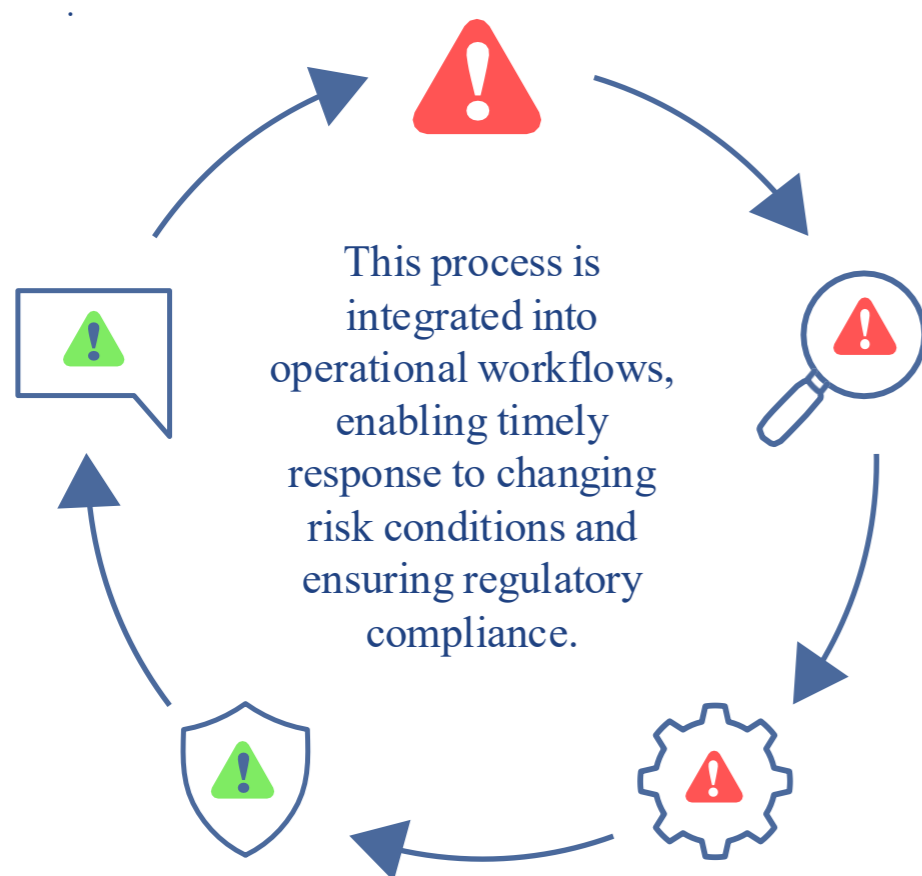 This process is
integrated into
operational workflows,
enabling timely
response to changing
risk conditions and
ensuring regulatory
compliance.